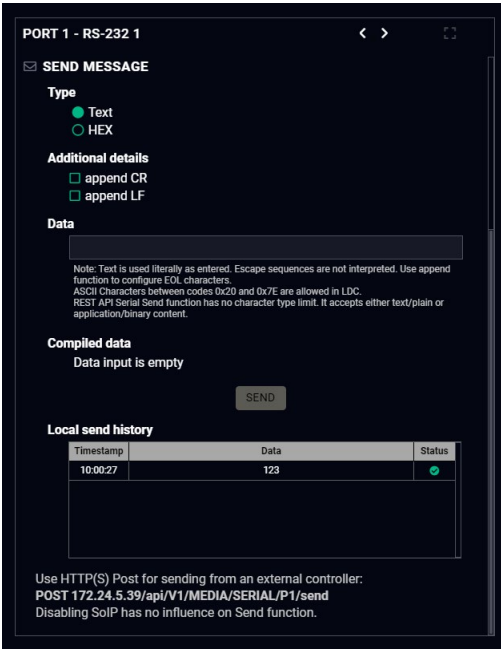 PORT 1 - RS-232 1
SEND MESSAGE
Type
Text
HEX
Additional details
append CR
append LF
Data
Note: Text is used literally as entered. Escape sequences are not interpreted. Use append
function to configure EOL characters.
ASCII Characters between codes 0x20 and 0x7E are allowed in LDC.
REST API Serial Send function has no character type limit. It accepts either text/plain or
application/binary content.
Compiled data
Data input is empty
SEND
Local send history
Timestamp Data Status
10:00:27 123
Use HTTP(S) Post for sending from an external controller:
POST 172.24.5.39/api/V1/MEDIA/SERIAL/P1/send
Disabling SoIP has no influence on Send function.